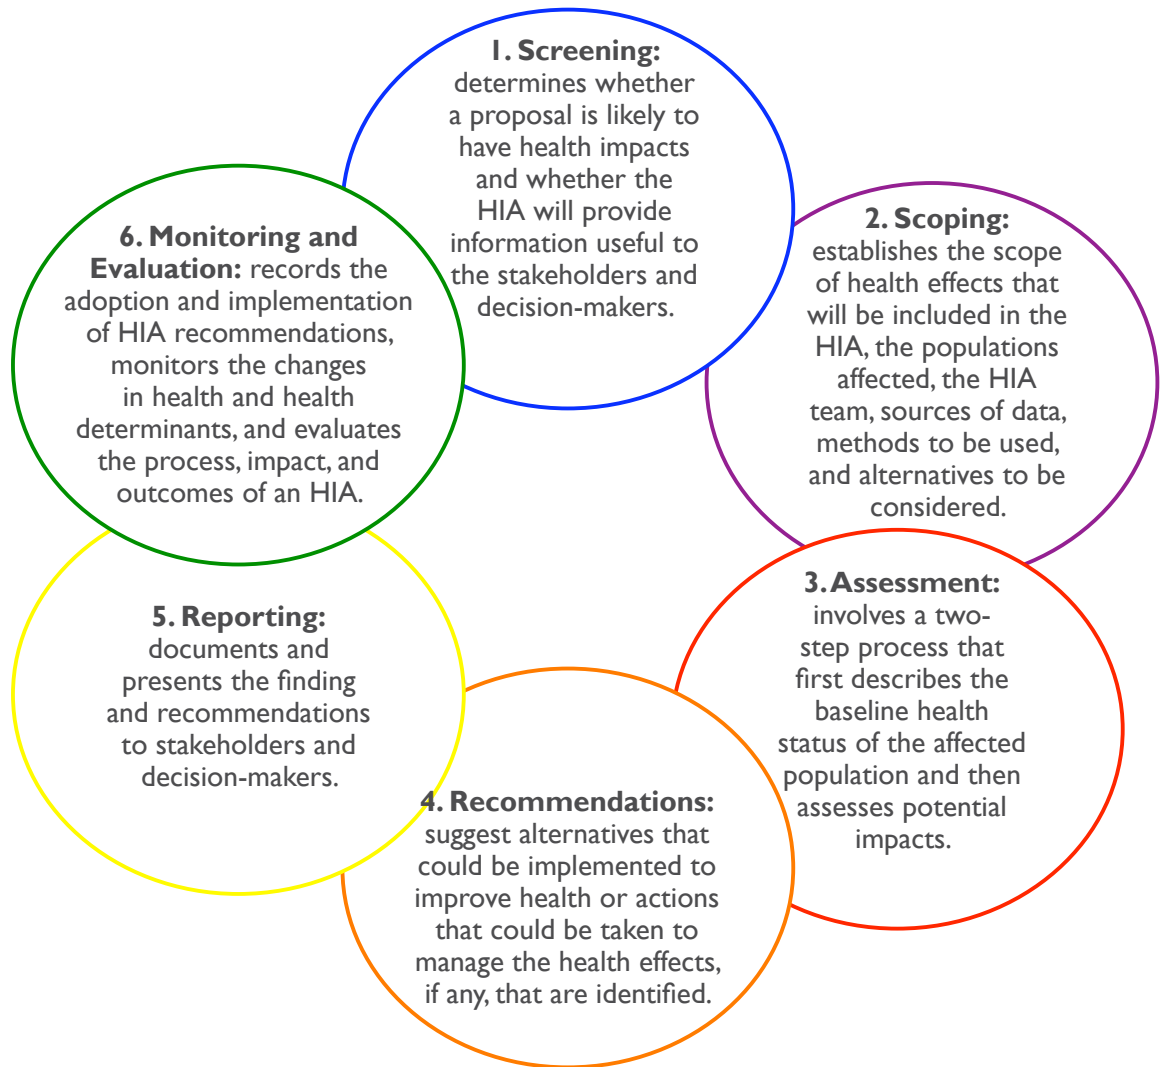 1. Screening:
determines whether
a proposal is likely to
have health impacts
and whether the
HIA will provide
information useful to
the stakeholders and
decision-makers.
2. Scoping:
establishes the scope
of health effects that
will be included in the
HIA, the populations
affected, the HIA
team, sources of data,
methods to be used,
and alternatives to be
considered.
3. Assessment:
involves a two-
step process that
first describes the
baseline health
status of the affected
population and then
assesses potential
impacts.
4. Recommendations:
suggest alternatives that
could be implemented to
improve health or actions
that could be taken to
manage the health effects,
if any, that are identified.
5. Reporting:
documents and
presents the finding
and recommendations
to stakeholders and
decision-makers.
6. Monitoring and
Evaluation: records the
adoption and implementation
of HIA recommendations,
monitors the changes
in health and health
determinants, and evaluates
the process, impact, and
outcomes of an HIA.